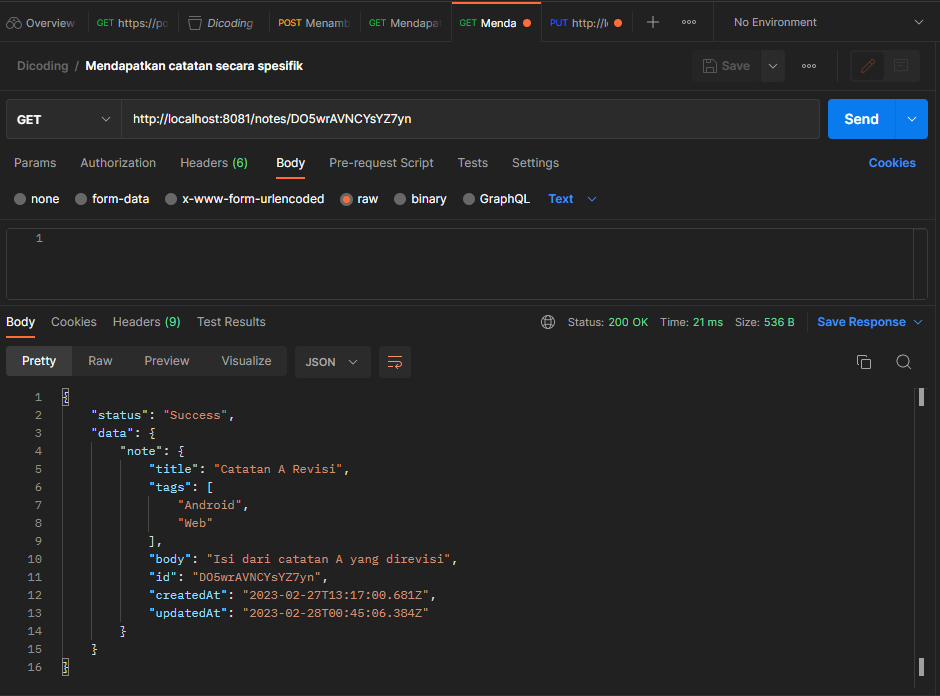 Overview GET https://po Dicoding POST Menamb GET Mendapat GET Menda PUT http://l No Environment
Dicoding / Mendapatkan catatan secara spesifik Save
GET http://localhost:8081/notes/DO5wrAVNCYsYZ7yn Send
Params Authorization Headers (6) Body Pre-request Script Tests Settings Cookies
none form-data x-www-form-urlencoded raw binary GraphQL Text
1
Body Cookies Headers (9) Test Results Status: 200 OK Time: 21 ms Size: 536 B Save Response
Pretty Raw Preview Visualize JSON
1 {
2 "status": "Success",
3 "data": {
4 "note": {
5 "title": "Catatan A Revisi",
6 "tags": [
7 "Android",
8 "Web"
9 ],
10 "body": "Isi dari catatan A yang direvisi",
11 "id": "DO5wrAVNCYsYZ7yn",
12 "createdAt": "2023-02-27T13:17:00.681Z",
13 "updatedAt": "2023-02-28T00:45:06.384Z"
14 }
15 }
16 }